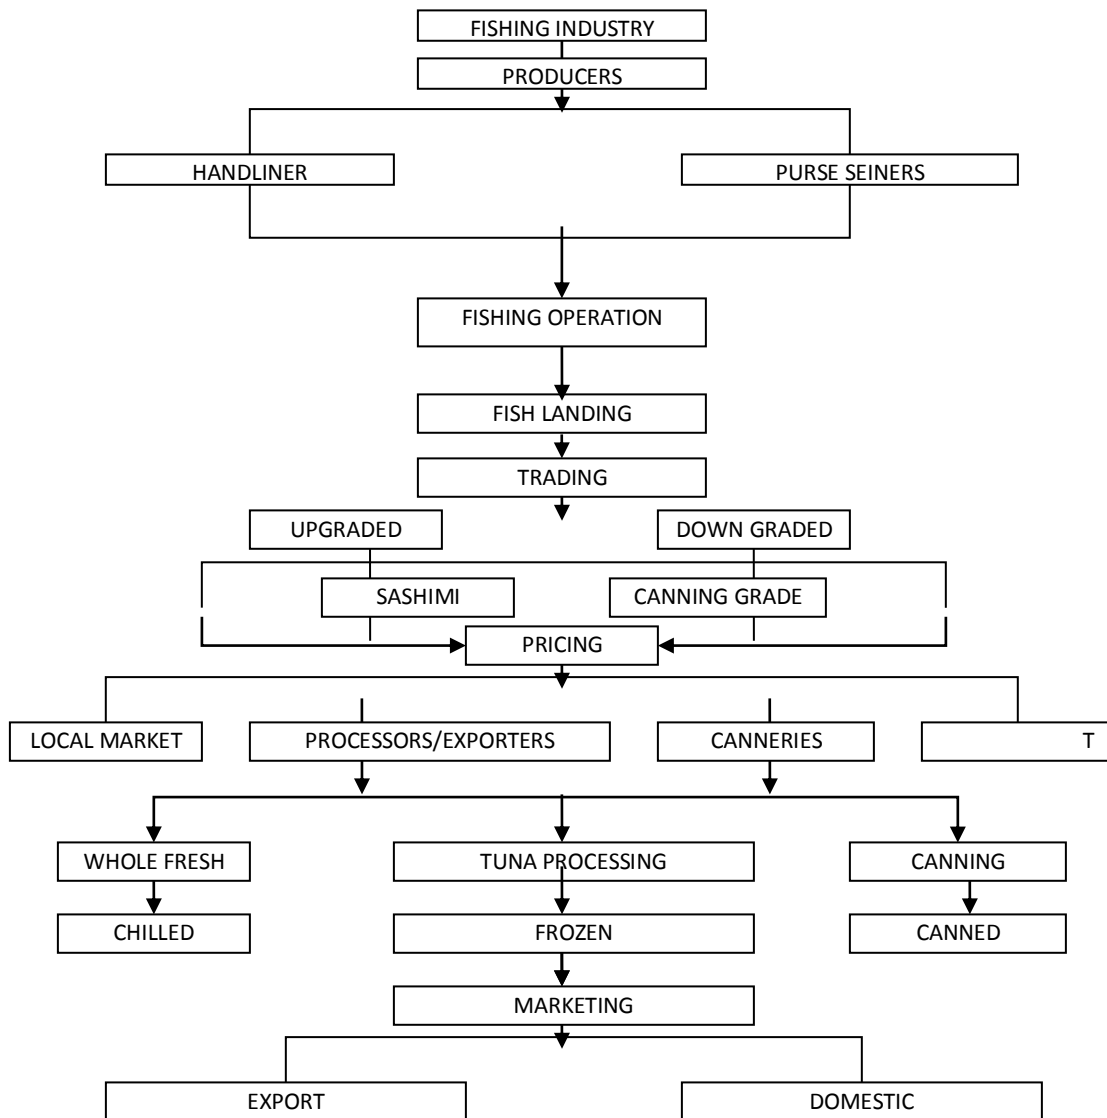 FISHING INDUSTRY
PRODUCERS
HANDLINER
PURSE SEINERS
FISHING OPERATION
FISH LANDING
TRADING
UPGRADED
DOWN GRADED
SASHIMI
CANNING GRADE
PRICING
LOCAL MARKET
PROCESSORS/EXPORTERS
CANNERIES
T
WHOLE FRESH
TUNA PROCESSING
CANNING
CHILLED
FROZEN
CANNED
MARKETING
EXPORT
DOMESTIC